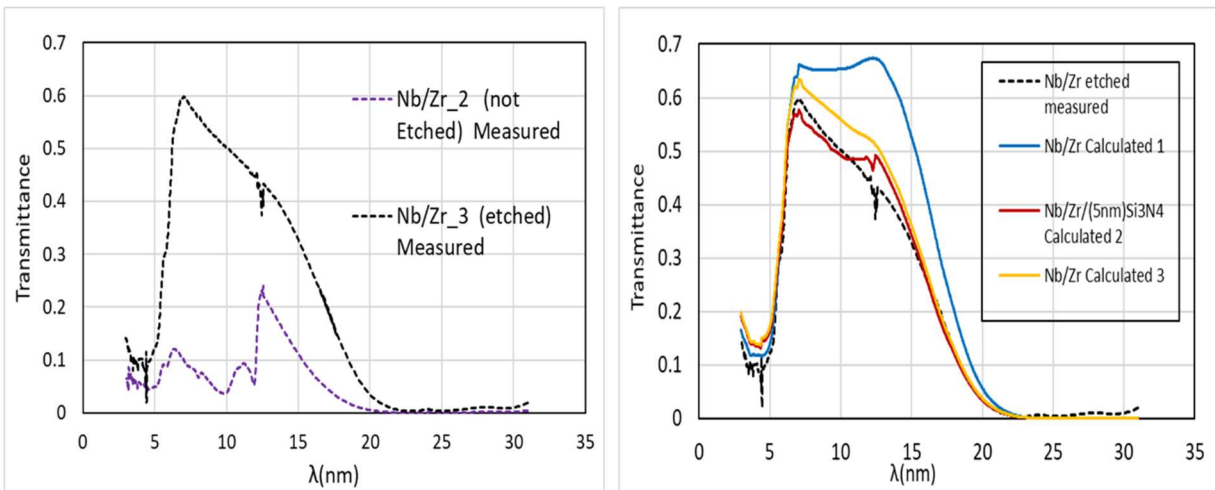 0.7
0.6
0.5
0.4
0.3
0.2
0.1
0
Transmittance
Nb/Zr_2 (not
Etched) Measured
Nb/Zr_3 (etched)
Measured
0 5 10 15 20 25 30 35
λ(nm)
0.7
0.6
0.5
0.4
0.3
0.2
0.1
0
Transmittance
Nb/Zr etched
measured
Nb/Zr Calculated 1
Nb/Zr/(5nm)Si3N4
Calculated 2
Nb/Zr Calculated 3
0 5 10 15 20 25 30 35
λ(nm)